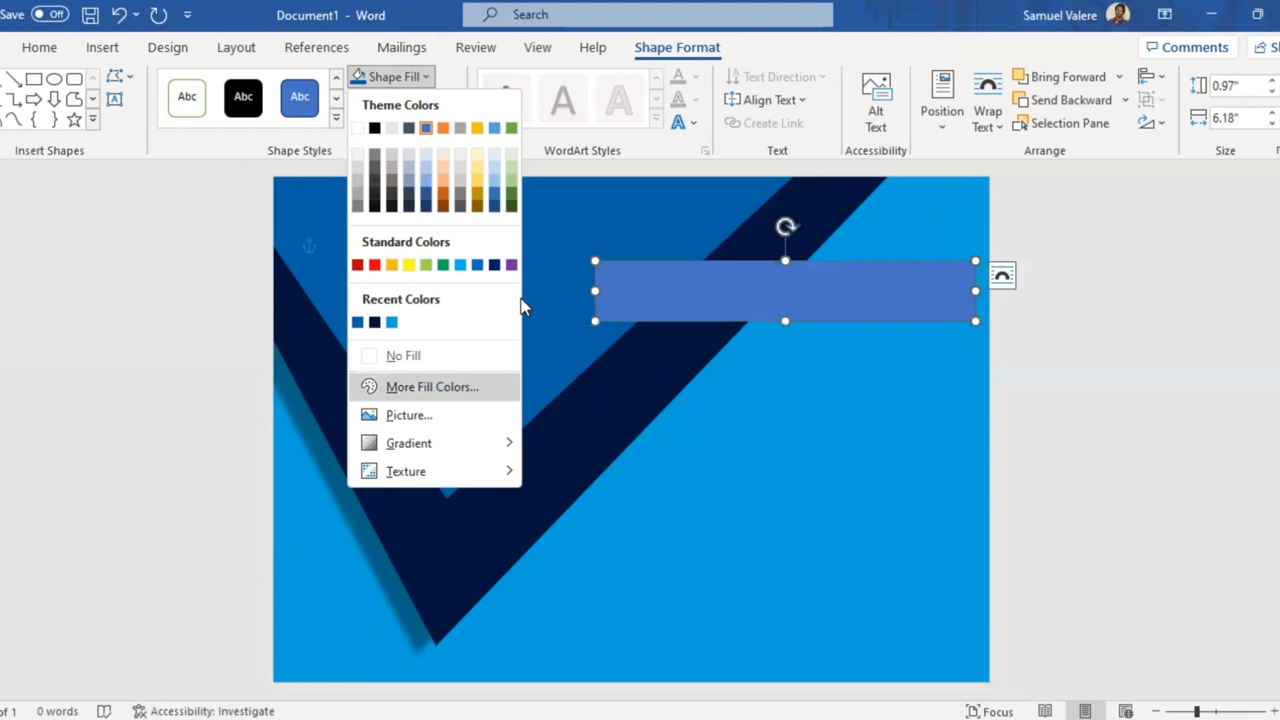 Save Off Document1 - Word Search Samuel Valere
Home Insert Design Layout References Mailings Review View Help Shape Format Comments
Abc Abc Abc Shape Fill
Text Direction
Align Text
Create Link
Alt
Text
Position
Wrap
Text
Bring Forward
Send Backward
Selection Pane
0.97"
6.18"
Insert Shapes Shape Styles WordArt Styles Text Accessibility Arrange Size
Theme Colors
Standard Colors
Recent Colors
No Fill
More Fill Colors...
Picture...
Gradient
Texture
of 1 0 words Accessibility: Investigate Focus